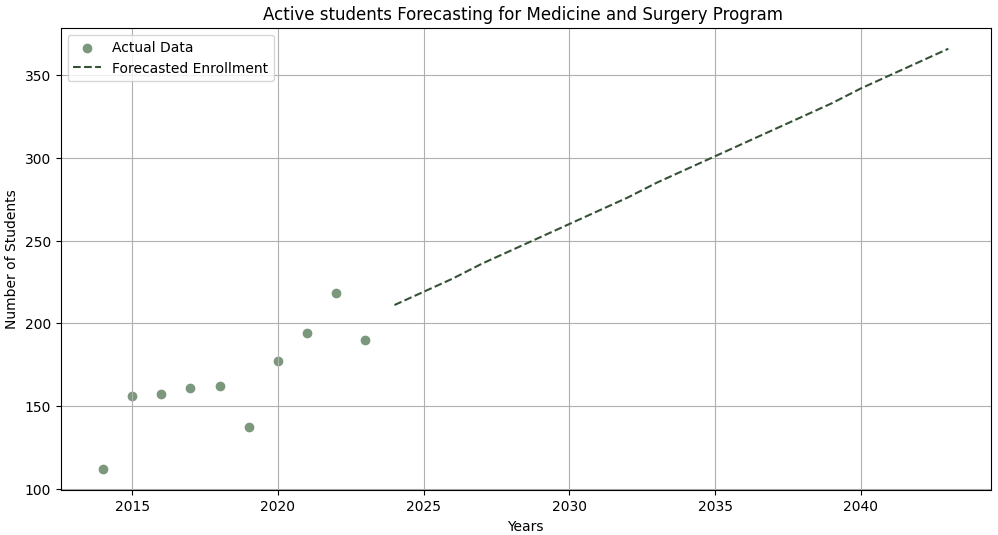 Active students Forecasting for Medicine and Surgery Program
Actual Data
Forecasted Enrollment
350
300
250
200
150
100
Number of Students
2015
2020
2025
2030
2035
2040
Years